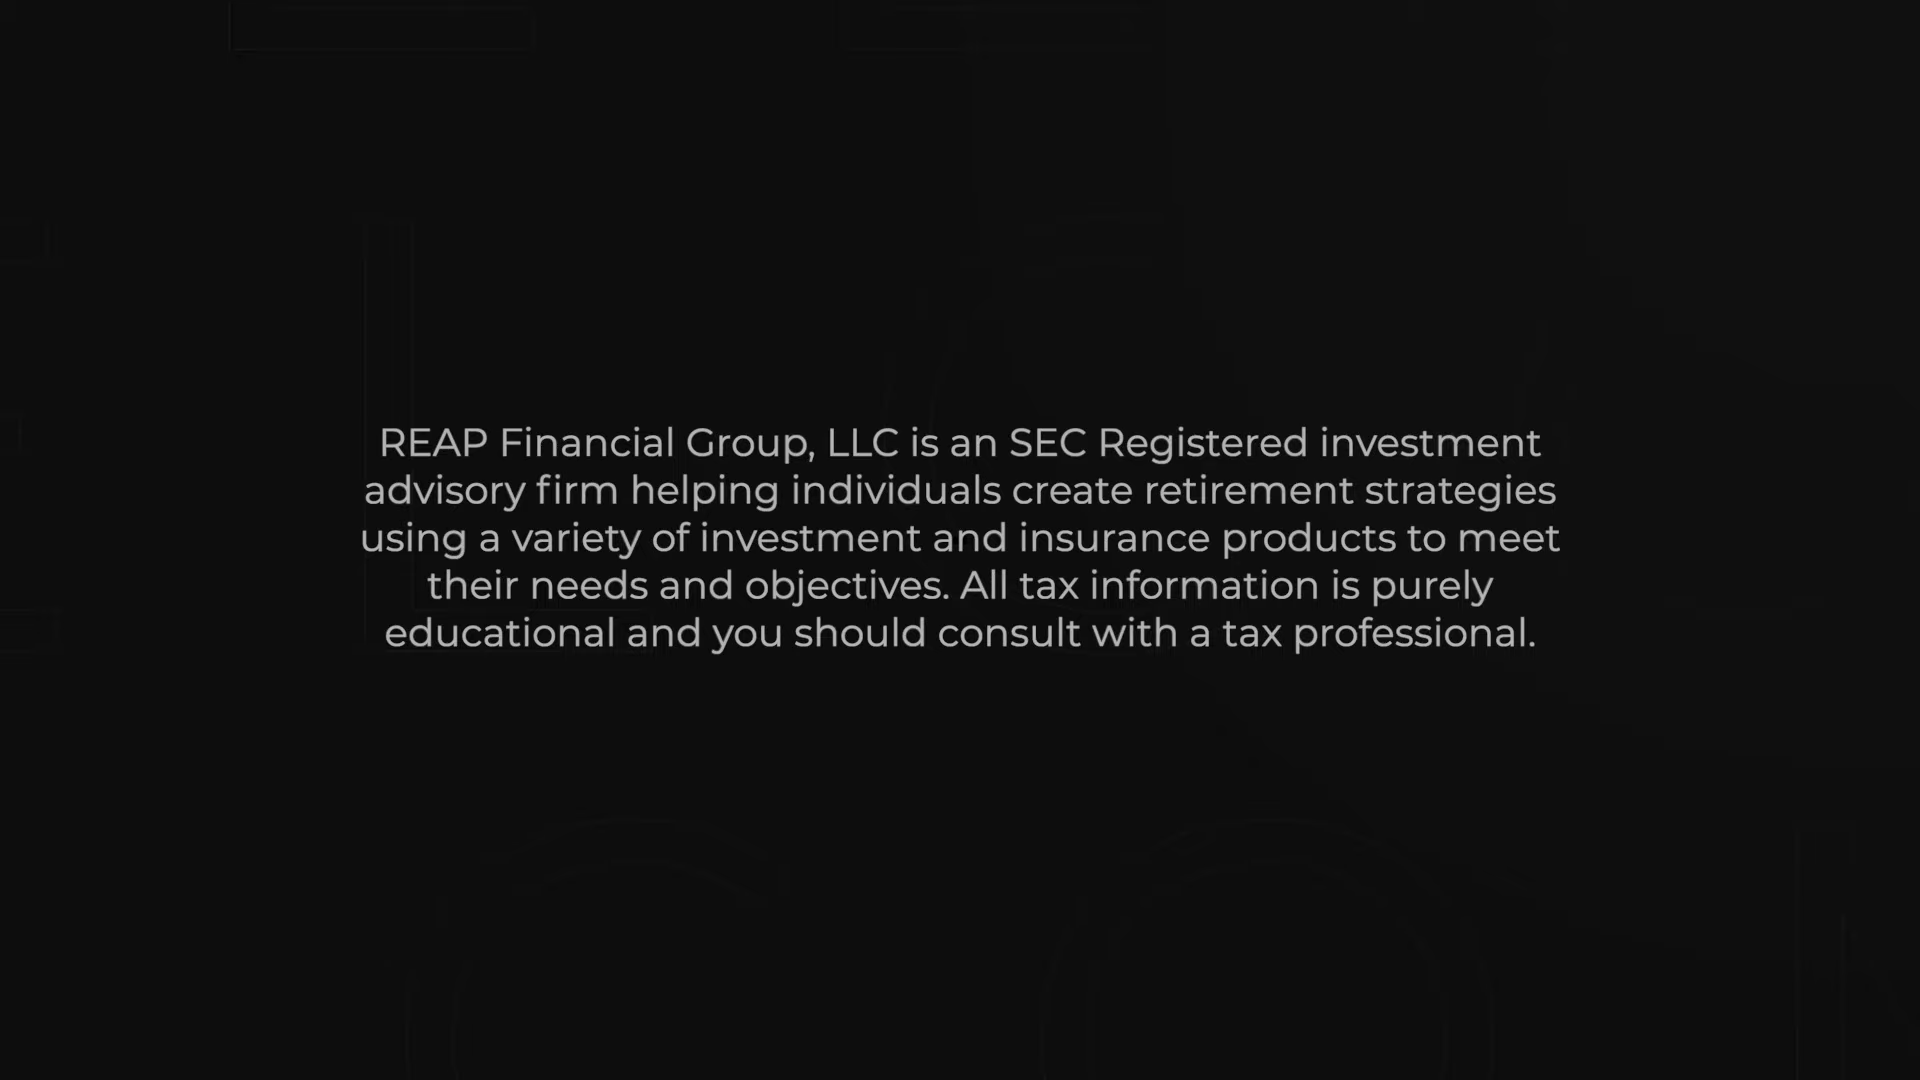 REAP Financial Group, LLC is an SEC Registered investment
advisory firm helping individuals create retirement strategies
using a variety of investment and insurance products to meet
their needs and objectives. All tax information is purely
educational and you should consult with a tax professional.